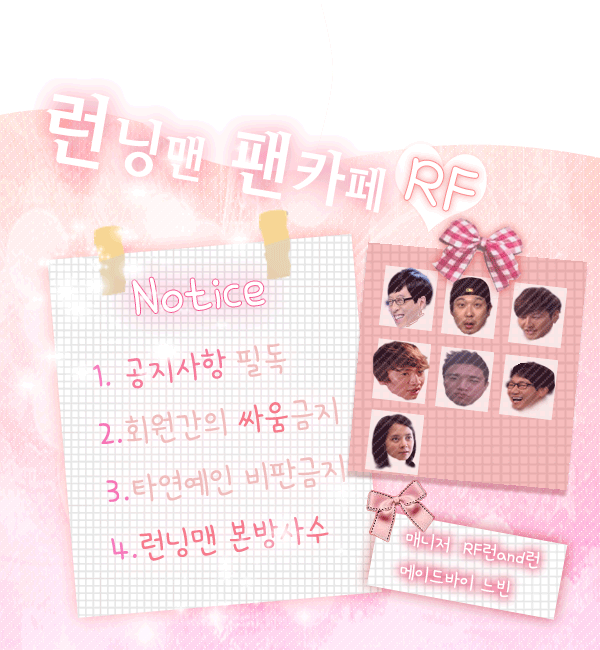 런닝맨 팬카페 RF
Notice
1. 공지사항 필독
2.회원간의 싸움금지
3.타연예인 비판금지
4.런닝맨 본방사수
매니저 RF런and런
메이드바이 느빈